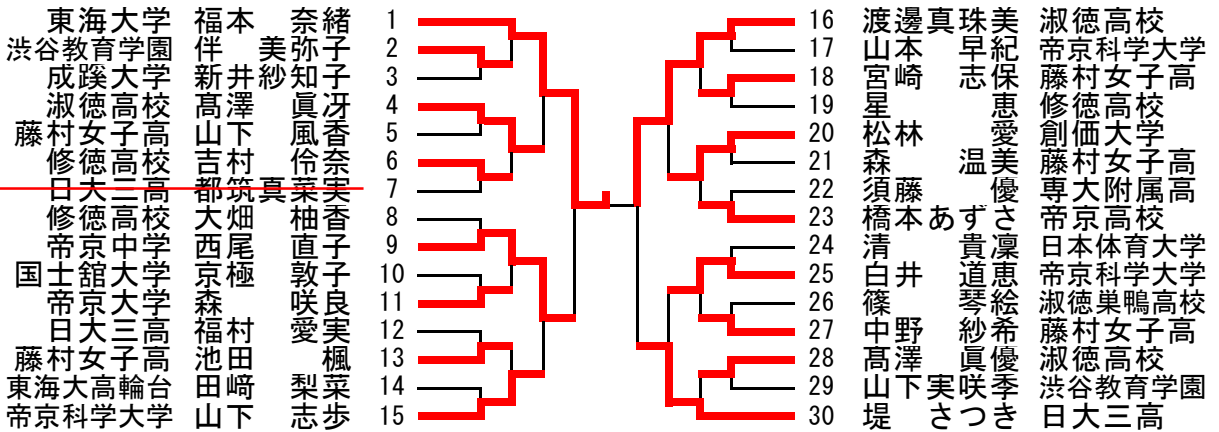 東海大学 福本 奈緒 1
渋谷教育学園 伴 美弥子 2
成蹊大学 新井紗知子 3
淑徳高校 髙澤 眞冴 4
藤村女子高 山下 風香 5
修徳高校 吉村 伶奈 6
日大三高 都筑真菜実 7
修徳高校 大畑 柚香 8
帝京中学 西尾 直子 9
国士舘大学 京極 敦子 10
帝京大学 森 咲良 11
日大三高 福村 愛実 12
藤村女子高 池田 楓 13
東海大高輪台 田﨑 梨菜 14
帝京科学大学 山下 志歩 15
16 渡邊真珠美 淑徳高校
17 山本 早紀 帝京科学大学
18 宮崎 志保 藤村女子高
19 星 恵 修徳高校
20 松林 愛 創価大学
21 森 温美 藤村女子高
22 須藤 優 専大附属高
23 橋本あずさ 帝京高校
24 清 貴凜 日本体育大学
25 白井 道恵 帝京科学大学
26 篠 琴絵 淑徳巣鴨高校
27 中野 紗希 藤村女子高
28 髙澤 眞優 淑徳高校
29 山下実咲季 渋谷教育学園
30 堤 さつき 日大三高